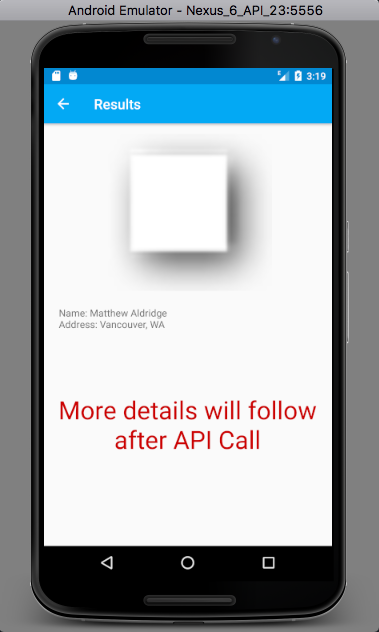 Android Emulator - Nexus_6_API_23:5556
3:19
Results
Name: Matthew Aldridge
Address: Vancouver, WA
More details will follow
after API Call